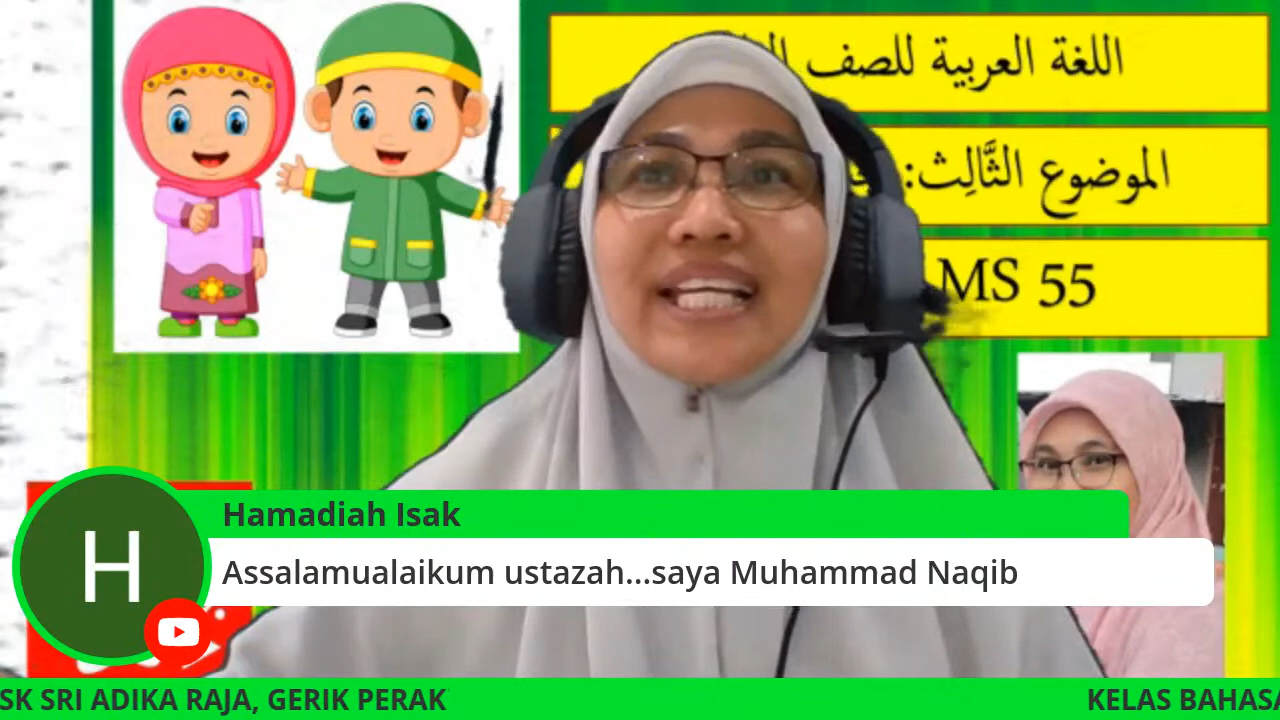 اللغة العربية للصف
الموضوع الثَّالِث:
MS 55
H
Hamadiah Isak
Assalamualaikum ustazah...saya Muhammad Naqib
SK SRI ADIKA RAJA, GERIK PERAK
KELAS BAHASA